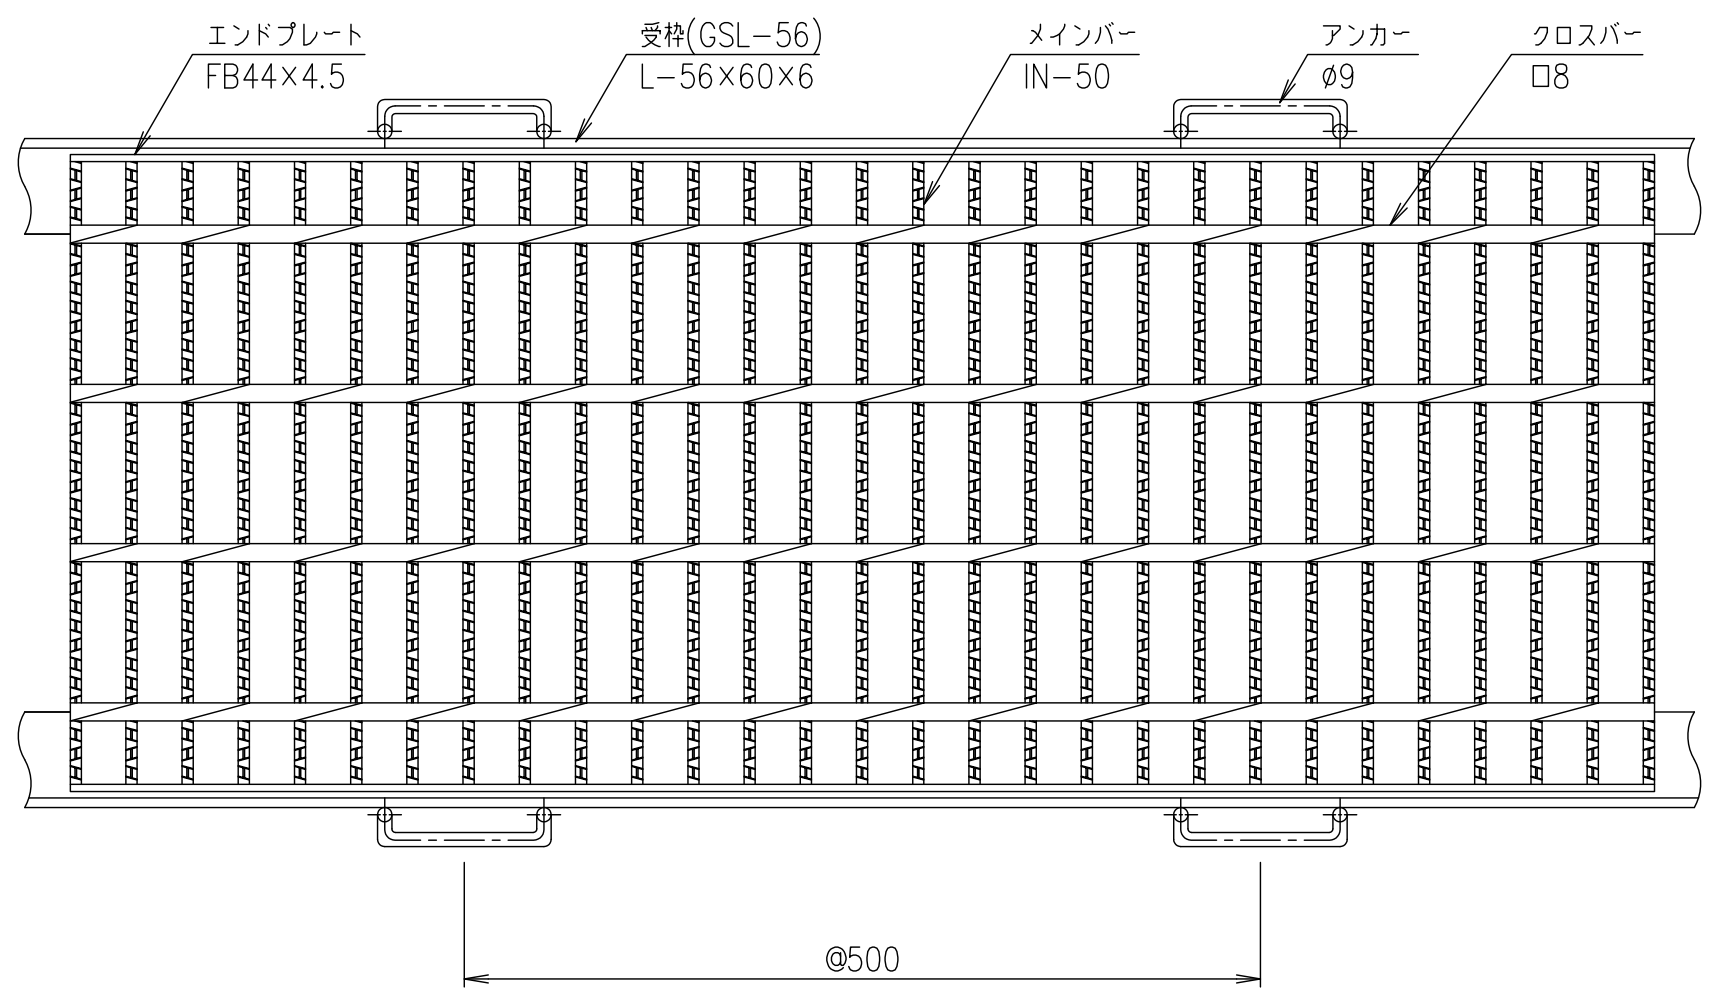 エンドプレート
FB44×4.5
受枠(GSL-56)
L-56×60×6
メインバー
IN-50
アンカー
ø9
クロスバー
□8
@500